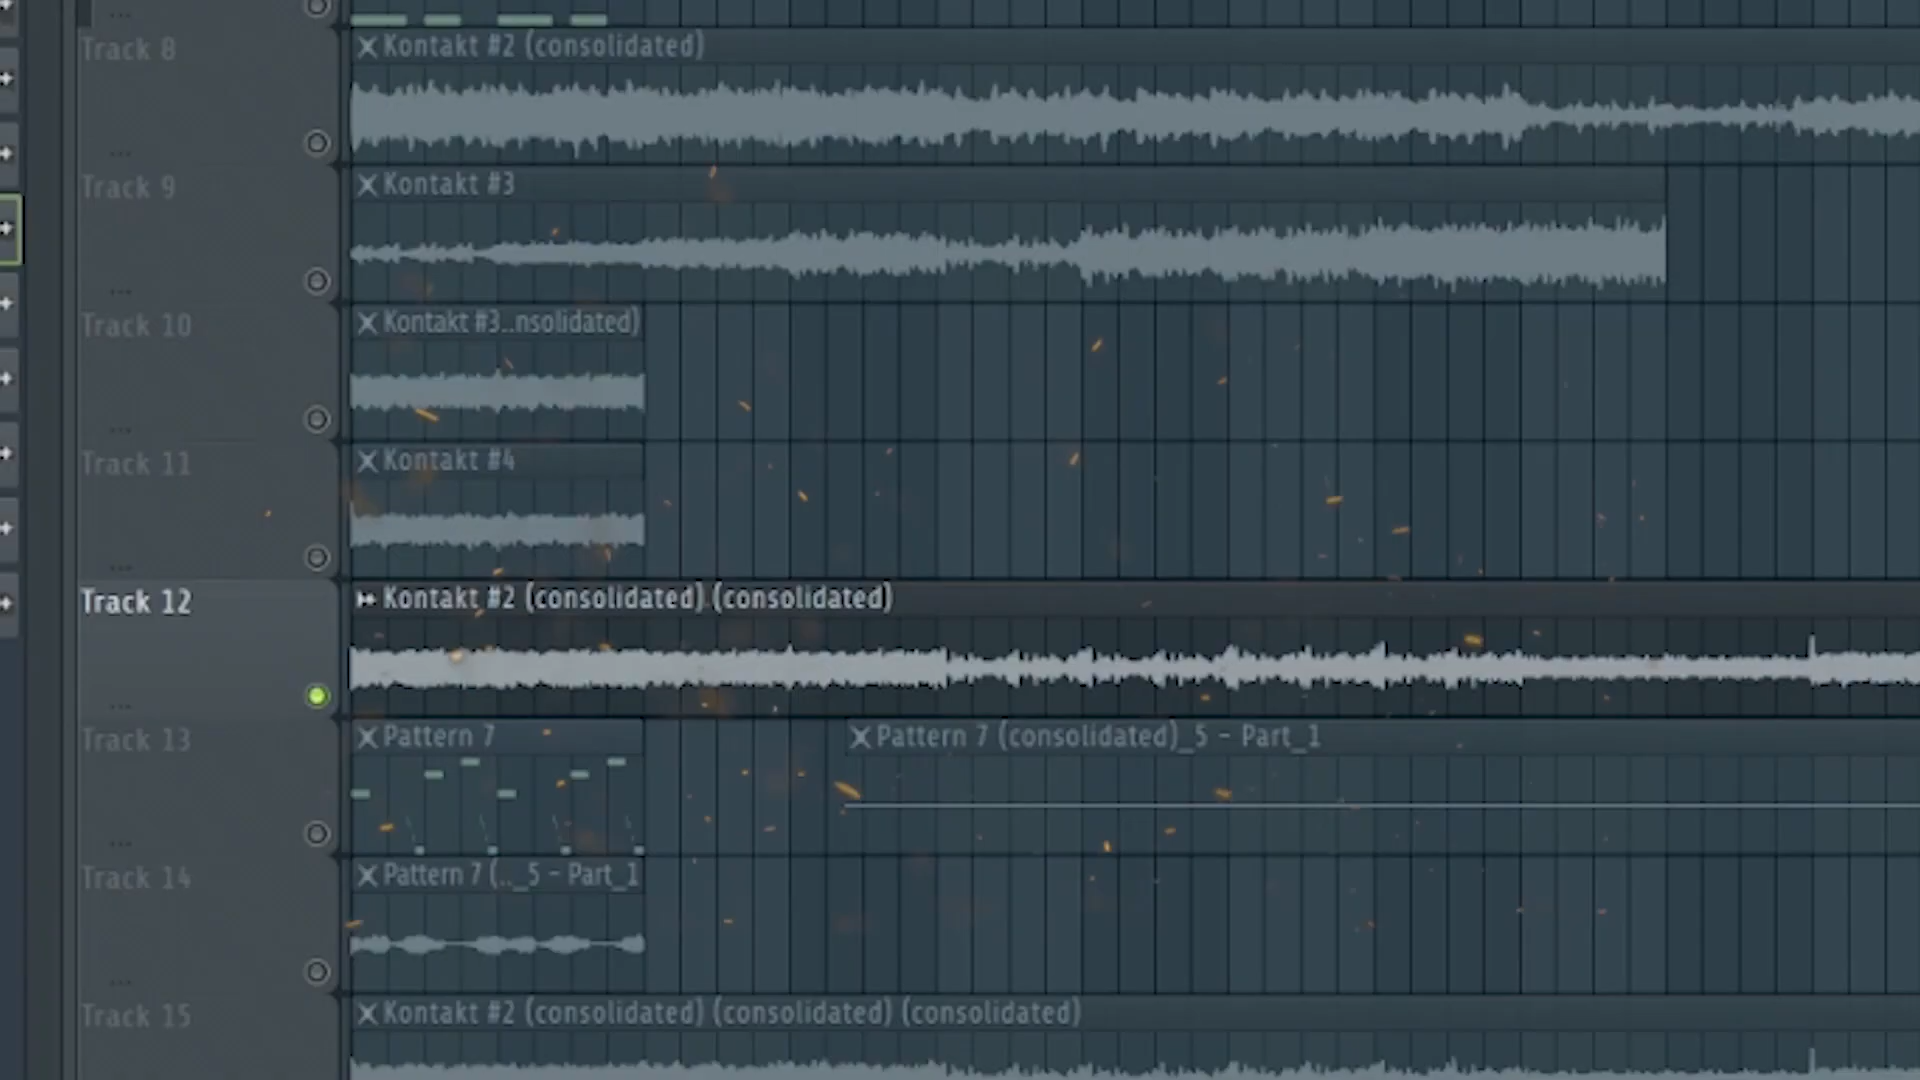 Track 8
Kontakt #2 (consolidated)
Track 9
Kontakt #3
Track 10
Kontakt #3..nsolidated)
Track 11
Kontakt #4
Track 12
Kontakt #2 (consolidated) (consolidated)
Track 13
Pattern 7
Pattern 7 (consolidated)_5 - Part_1
Track 14
Pattern 7 (.._5 - Part_1
Track 15
Kontakt #2 (consolidated) (consolidated) (consolidated)